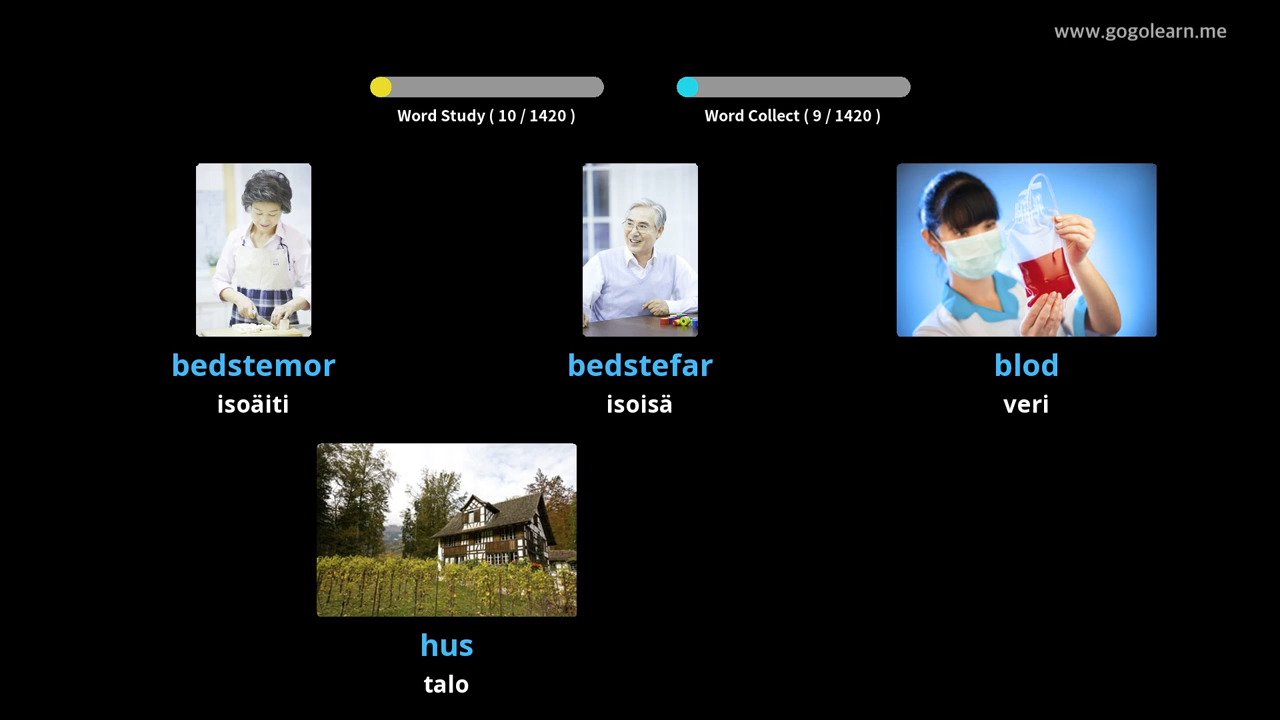 www.gogolearn.me
Word Study ( 10 / 1420 )
Word Collect ( 9 / 1420 )
bedstemor
isoäiti
bedstefar
isoisä
blod
veri
hus
talo